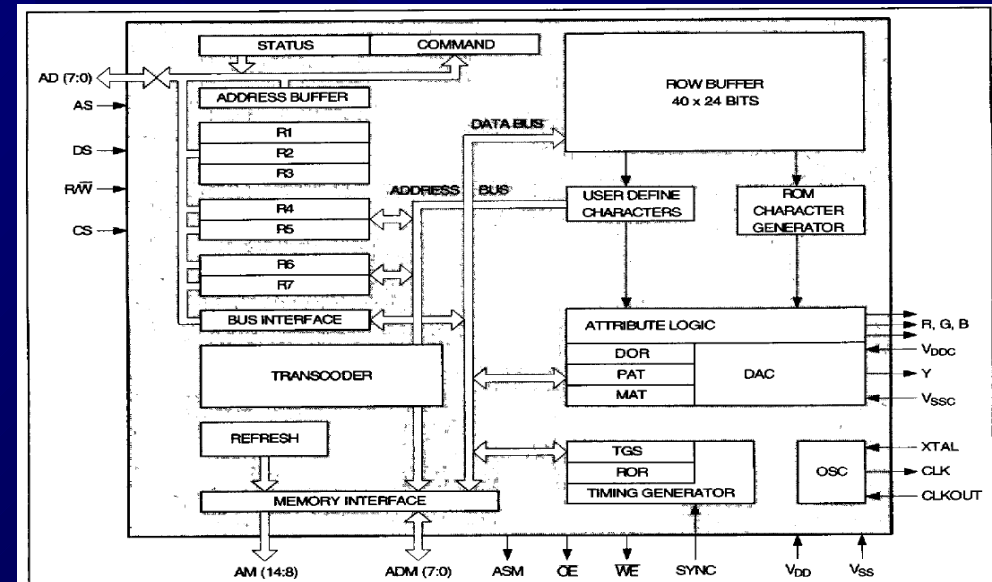 STATUS
COMMAND
AD (7:0)
AS
DS
R/W̅
CS
ADDRESS BUFFER
R1
R2
R3
R4
R5
R6
R7
BUS INTERFACE
TRANSCODER
REFRESH
MEMORY INTERFACE
DATA BUS
ADDRESS BUS
ROW BUFFER
40 x 24 BITS
USER DEFINE
CHARACTERS
ROM
CHARACTER
GENERATOR
ATTRIBUTE LOGIC
DOR
PAT
MAT
DAC
R, G, B
VDDC
Y
VSSC
TGS
ROR
TIMING GENERATOR
OSC
XTAL
CLK
CLKOUT
AM (14:8)
ADM (7:0)
ASM
O̅E̅
W̅E̅
SYNC
VDD
VSS